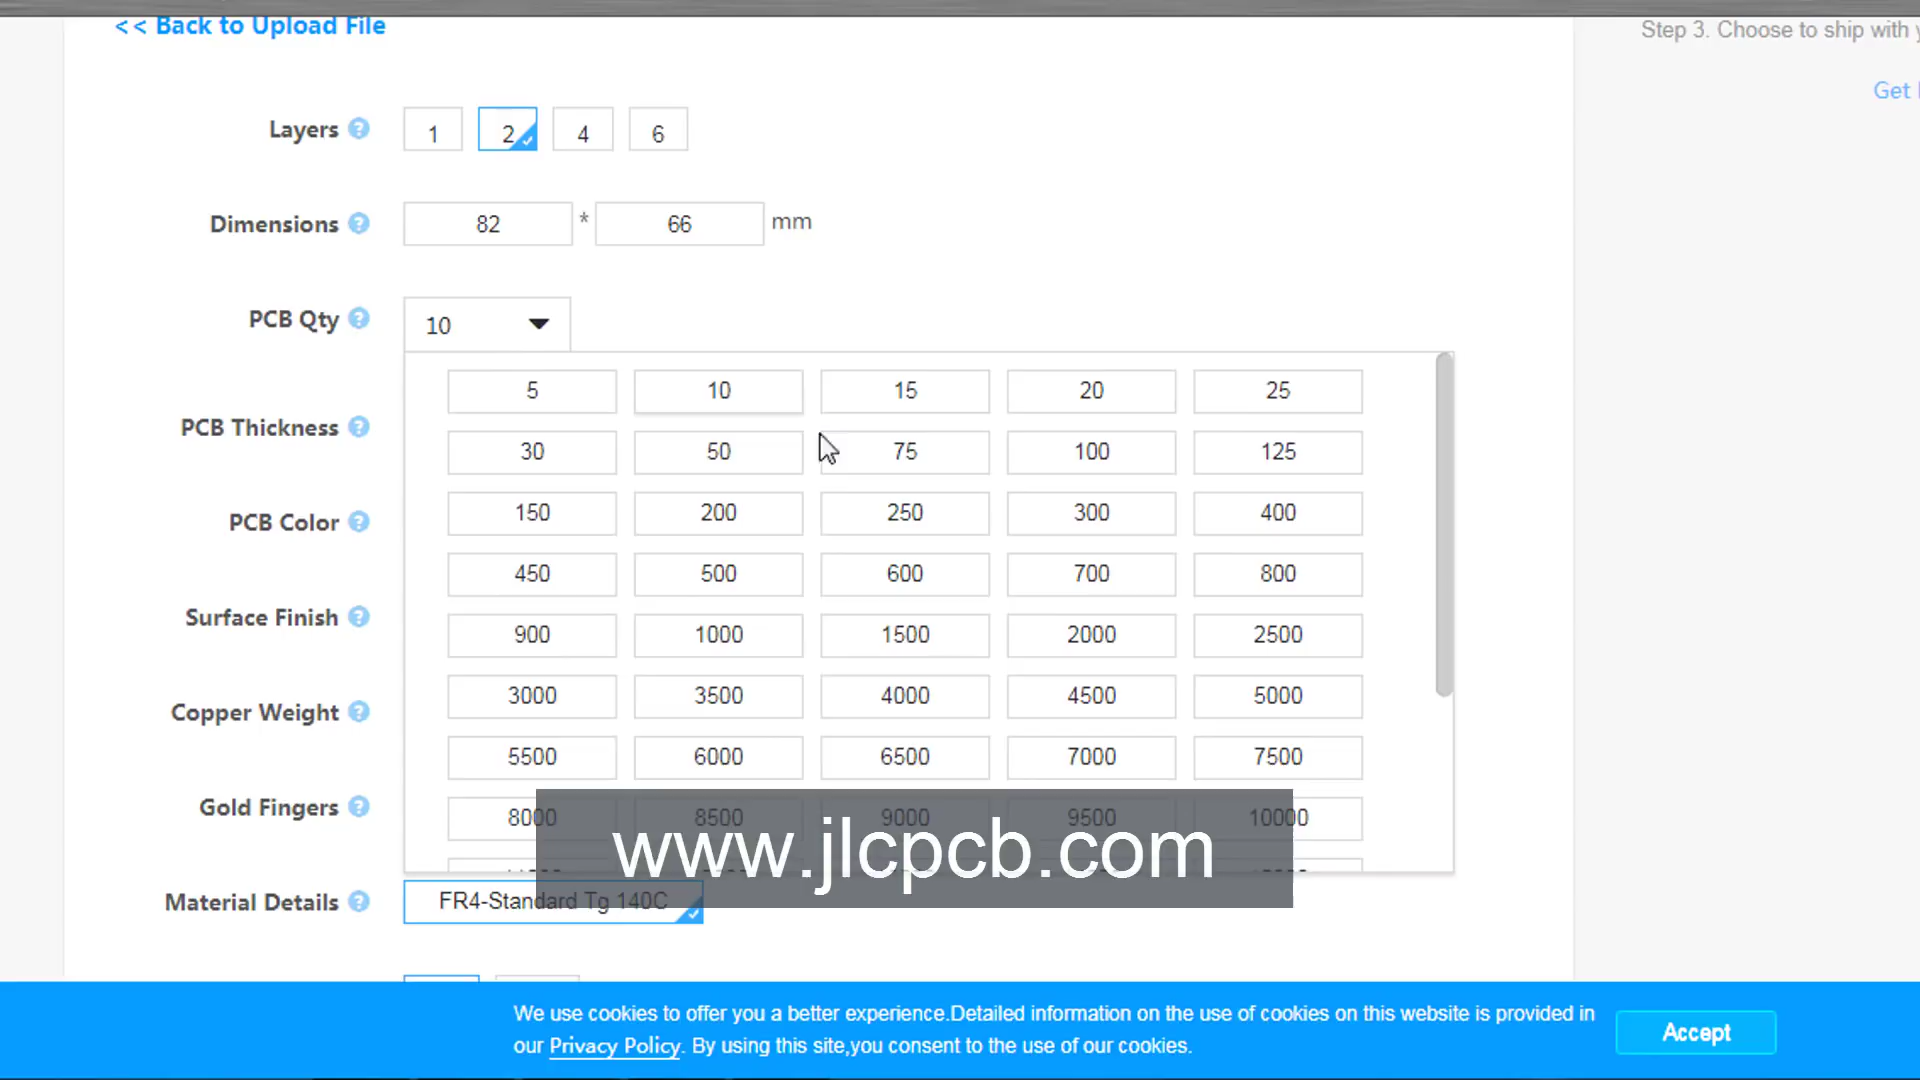 << Back to Upload File
Step 3. Choose to ship with
Get
Layers ? 1 2 4 6
Dimensions ? 82 * 66 mm
PCB Qty ? 10
5 10 15 20 25
PCB Thickness ?
30 50 75 100 125
150 200 250 300 400
PCB Color ?
450 500 600 700 800
Surface Finish ?
900 1000 1500 2000 2500
3000 3500 4000 4500 5000
Copper Weight ?
5500 6000 6500 7000 7500
Gold Fingers ?
8000 8500 9000 9500 10000
www.jlcpcb.com
Material Details ? FR4-Standard Tg 140C
We use cookies to offer you a better experience.Detailed information on the use of cookies on this website is provided in
our Privacy Policy. By using this site,you consent to the use of our cookies.
Accept